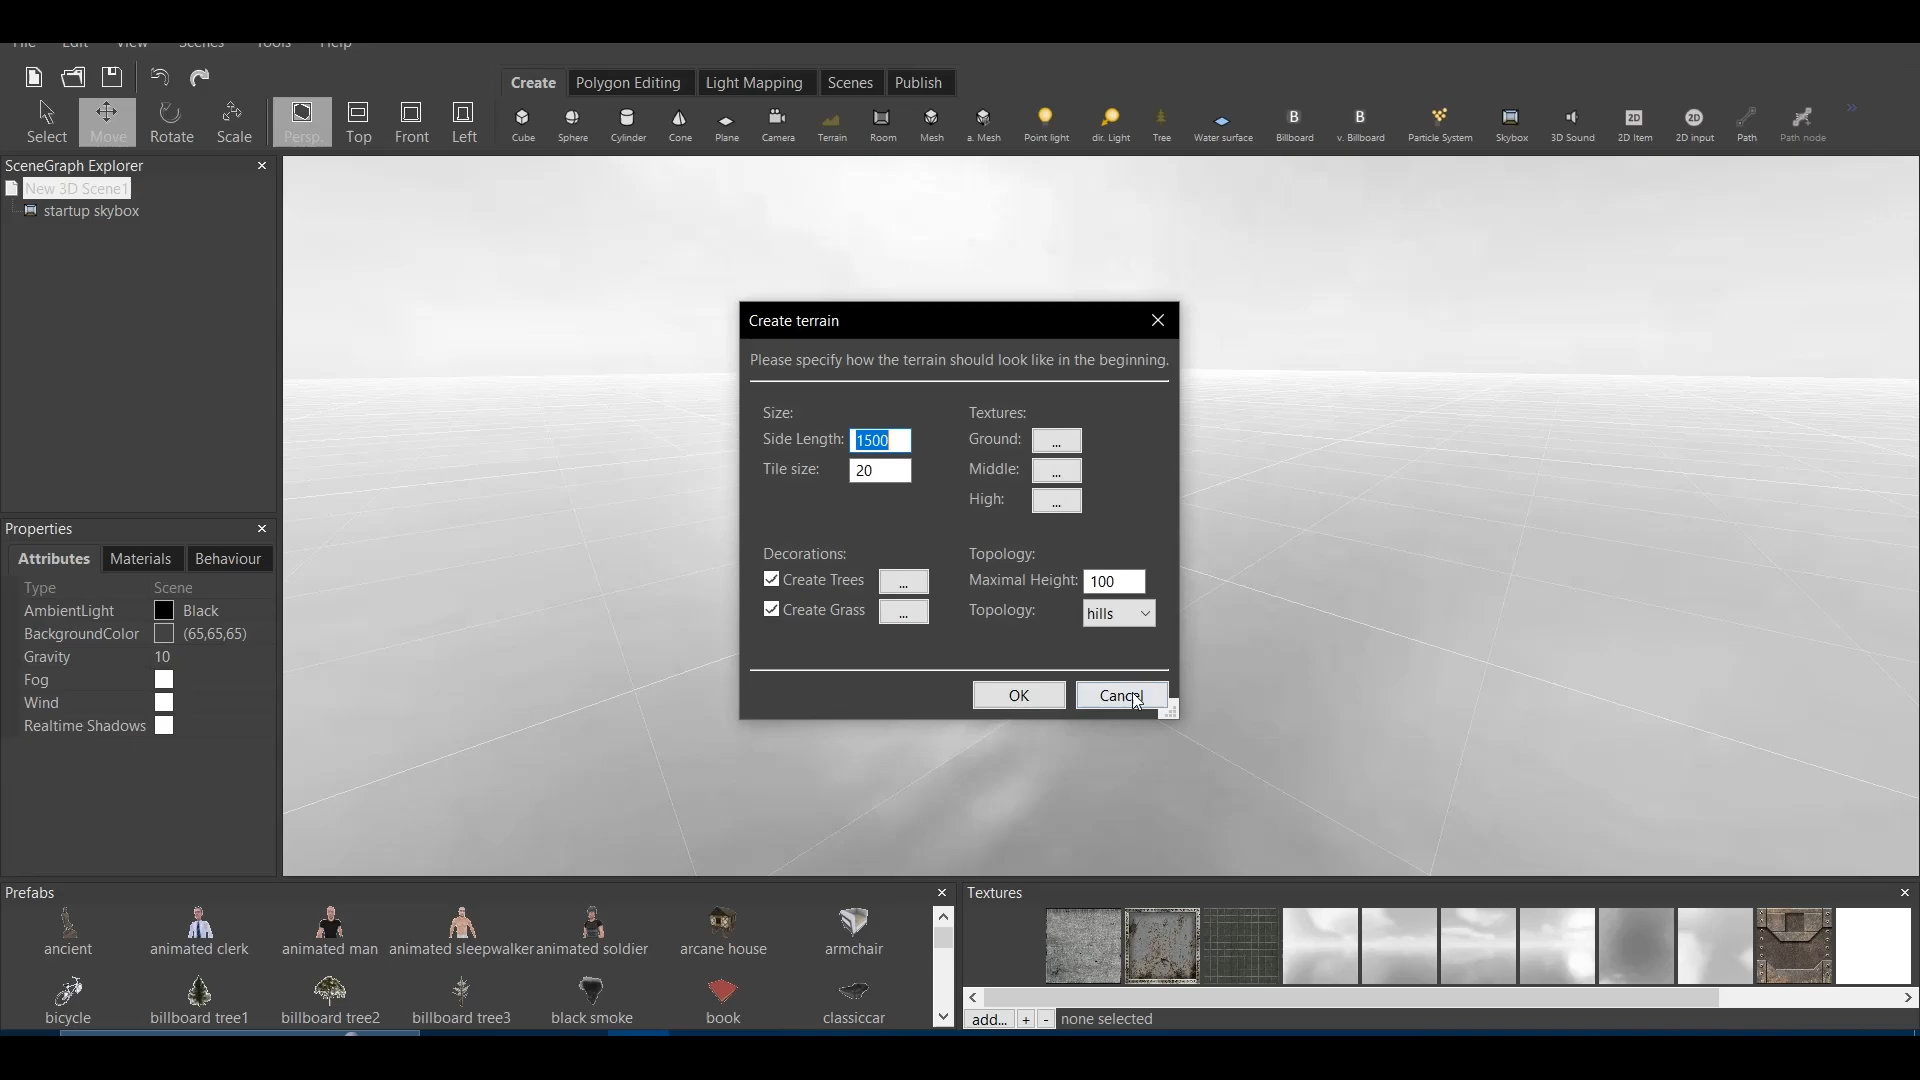 File Edit View Scenes Tools Help
Create Polygon Editing Light Mapping Scenes Publish
Select Move Rotate Scale Persp. Top Front Left
Cube Sphere Cylinder Cone Plane Camera Terrain Room Mesh a. Mesh Point light dir. Light Tree Water surface Billboard v. Billboard Particle System Skybox 3D Sound 2D Item 2D input Path Path node
SceneGraph Explorer
New 3D Scene1
startup skybox
Create terrain
Please specify how the terrain should look like in the beginning.
Size:
Side Length: 1500
Tile size: 20
Textures:
Ground: ...
Middle: ...
High: ...
Decorations:
Create Trees ...
Create Grass ...
Topology:
Maximal Height: 100
Topology: hills
OK Cancel
Properties
Attributes Materials Behaviour
Type Scene
AmbientLight Black
BackgroundColor (65,65,65)
Gravity 10
Fog
Wind
Realtime Shadows
Prefabs
ancient animated clerk animated man animated sleepwalker animated soldier arcane house armchair
bicycle billboard tree1 billboard tree2 billboard tree3 black smoke book classiccar
Textures
add... + - none selected